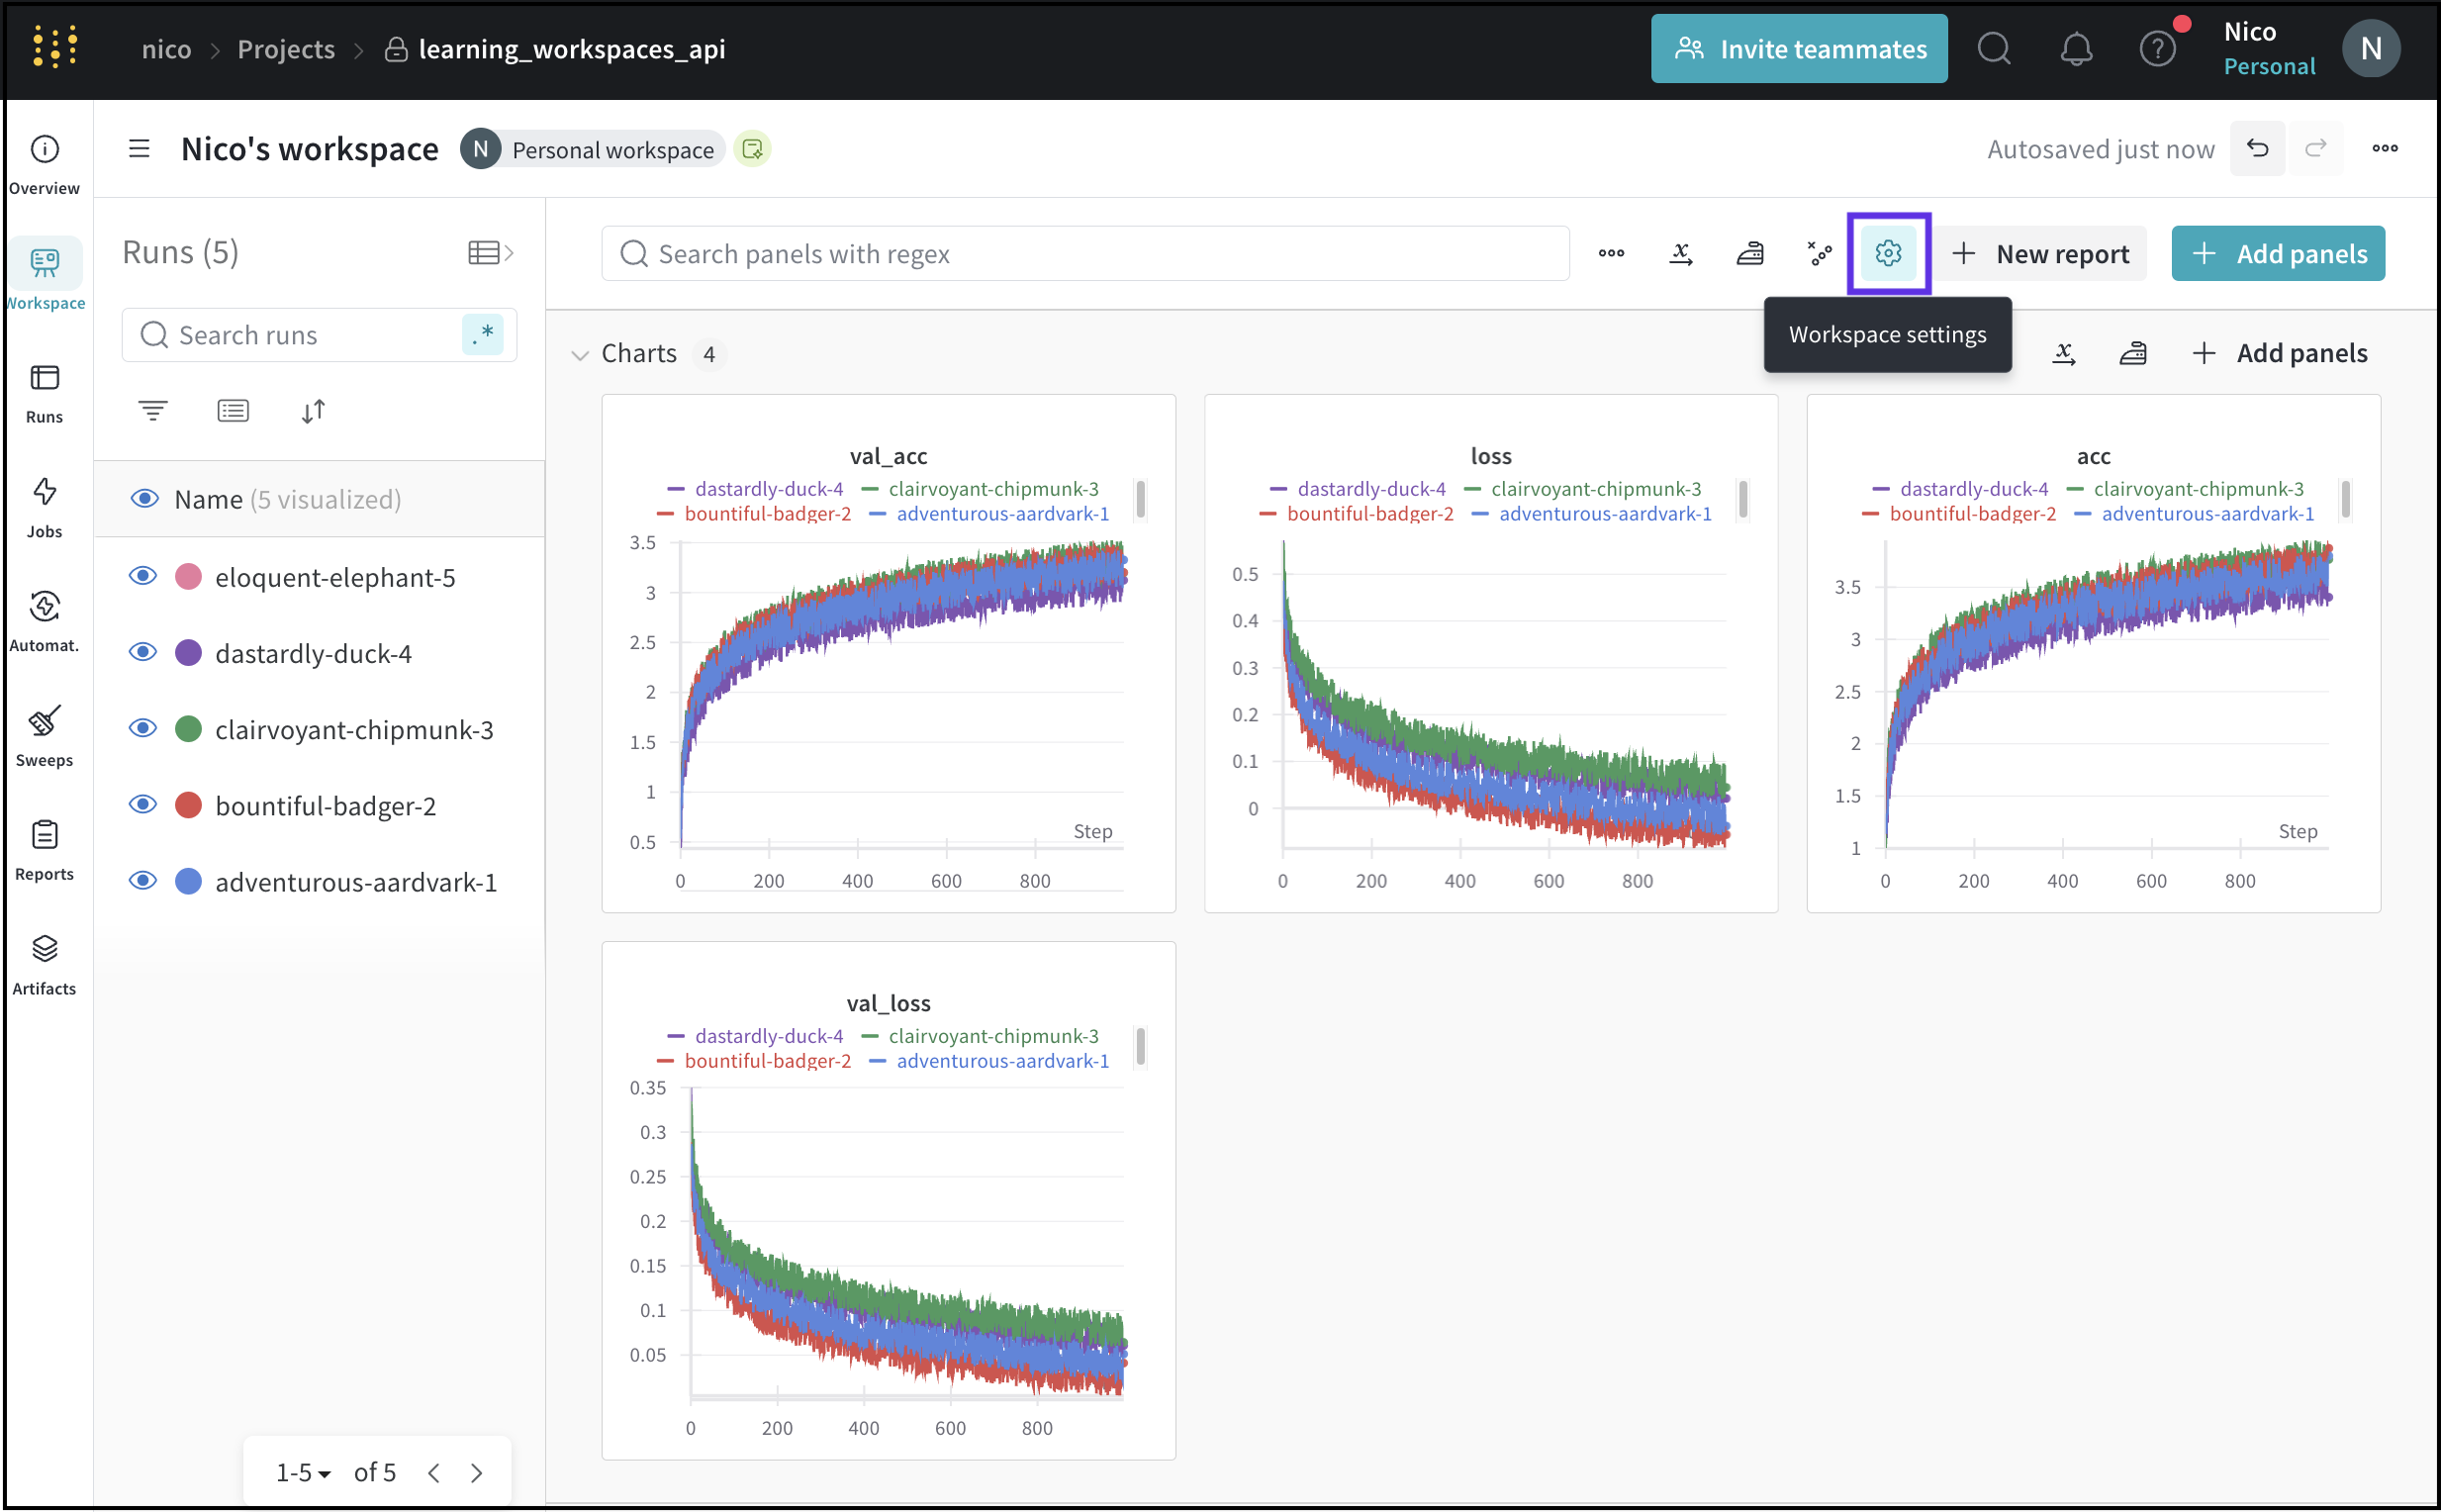 nico > Projects > learning_workspaces_api
Invite teammates
?
Nico
Personal
N
Nico's workspace
N Personal workspace
Autosaved just now
Overview
Workspace
Runs
Jobs
Automat.
Sweeps
Reports
Artifacts
Runs (5)
Search runs
.*
Name (5 visualized)
eloquent-elephant-5
dastardly-duck-4
clairvoyant-chipmunk-3
bountiful-badger-2
adventurous-aardvark-1
1-5 of 5
Search panels with regex
x
+ New report
+ Add panels
Workspace settings
Charts 4
x
+ Add panels
val_acc
dastardly-duck-4 clairvoyant-chipmunk-3
bountiful-badger-2 adventurous-aardvark-1
3.5
3
2.5
2
1.5
1
0.5
Step
0 200 400 600 800
loss
dastardly-duck-4 clairvoyant-chipmunk-3
bountiful-badger-2 adventurous-aardvark-1
0.5
0.4
0.3
0.2
0.1
0
0 200 400 600 800
acc
dastardly-duck-4 clairvoyant-chipmunk-3
bountiful-badger-2 adventurous-aardvark-1
3.5
3
2.5
2
1.5
1
Step
0 200 400 600 800
val_loss
dastardly-duck-4 clairvoyant-chipmunk-3
bountiful-badger-2 adventurous-aardvark-1
0.35
0.3
0.25
0.2
0.15
0.1
0.05
0 200 400 600 800